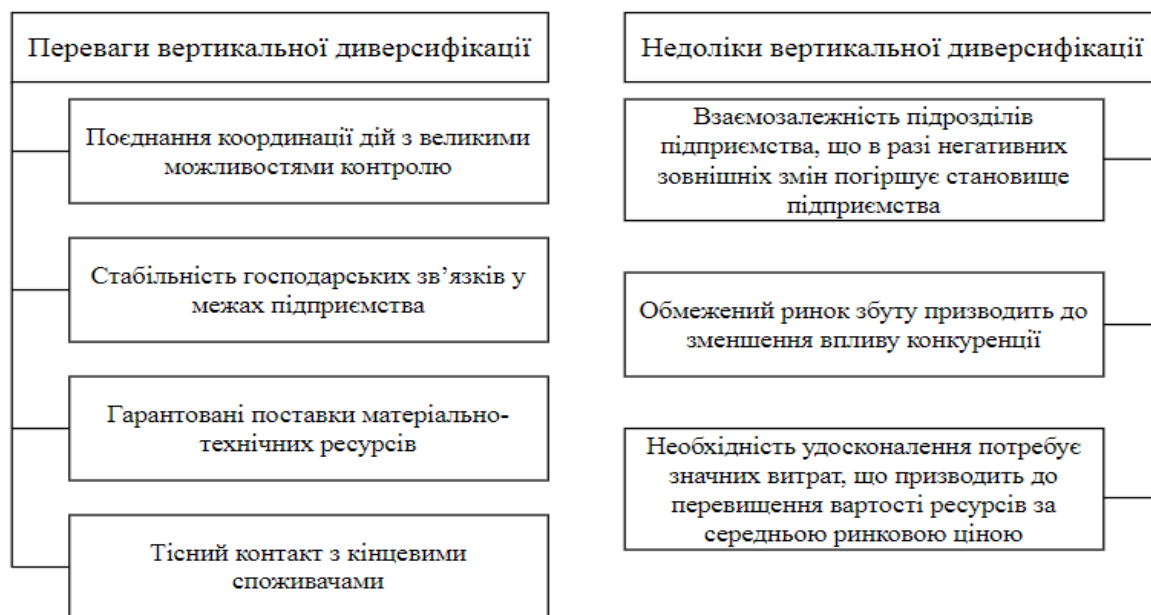 Переваги вертикальної диверсифікації
Поєднання координації дій з великими
можливостями контролю
Стабільність господарських зв’язків у
межах підприємства
Гарантовані поставки матеріально-
технічних ресурсів
Тісний контакт з кінцевими
споживачами
Недоліки вертикальної диверсифікації
Взаємозалежність підрозділів
підприємства, що в разі негативних
зовнішніх змін погіршує становище
підприємства
Обмежений ринок збуту призводить до
зменшення впливу конкуренції
Необхідність удосконалення потребує
значних витрат, що призводить до
перевищення вартості ресурсів за
середньою ринковою ціною